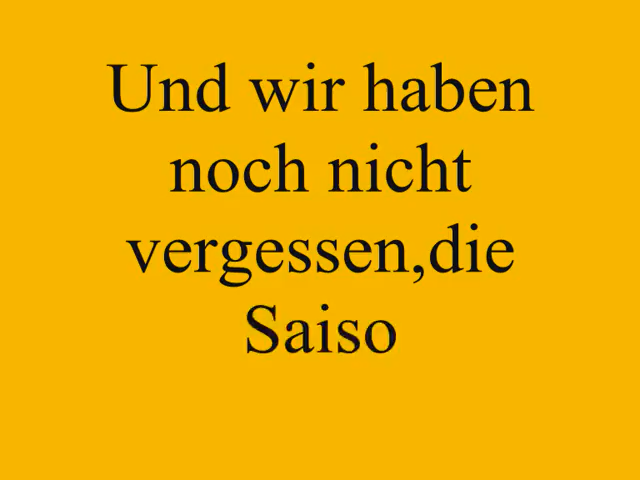 Und wir haben
noch nicht
vergessen,die
Saiso